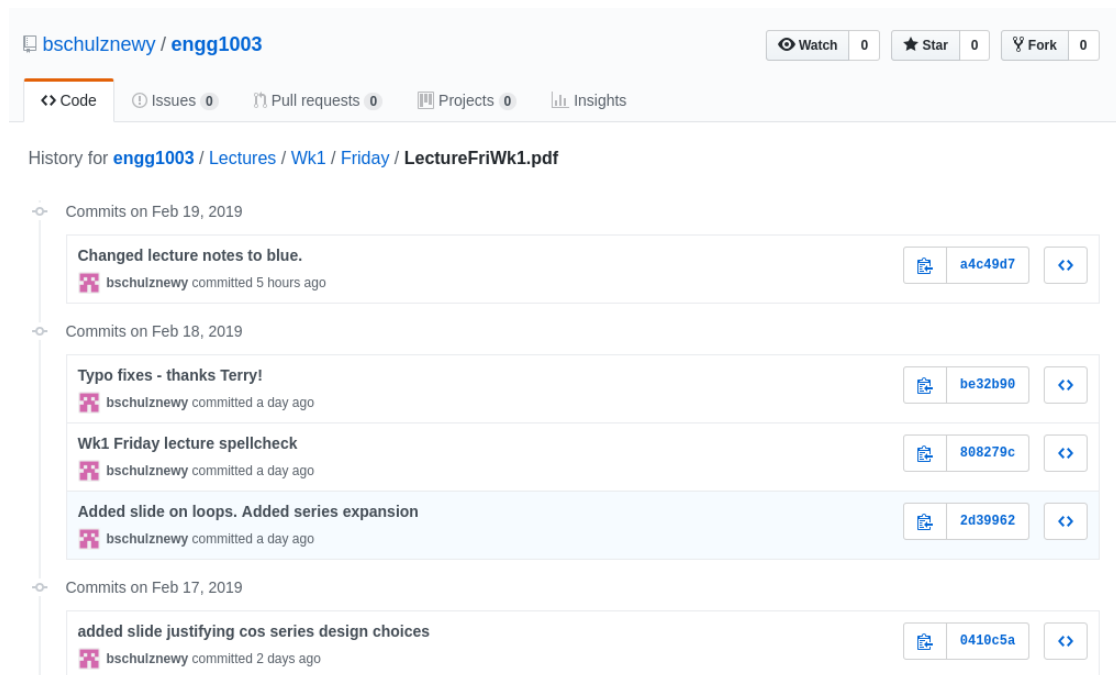 bschulznewy / engg1003
Watch 0 Star 0 Fork 0
Code Issues 0 Pull requests 0 Projects 0 Insights
History for engg1003 / Lectures / Wk1 / Friday / LectureFriWk1.pdf
Commits on Feb 19, 2019
Changed lecture notes to blue.
bschulznewy committed 5 hours ago
a4c49d7
Commits on Feb 18, 2019
Typo fixes - thanks Terry!
bschulznewy committed a day ago
be32b90
Wk1 Friday lecture spellcheck
bschulznewy committed a day ago
808279c
Added slide on loops. Added series expansion
bschulznewy committed a day ago
2d39962
Commits on Feb 17, 2019
added slide justifying cos series design choices
bschulznewy committed 2 days ago
0410c5a